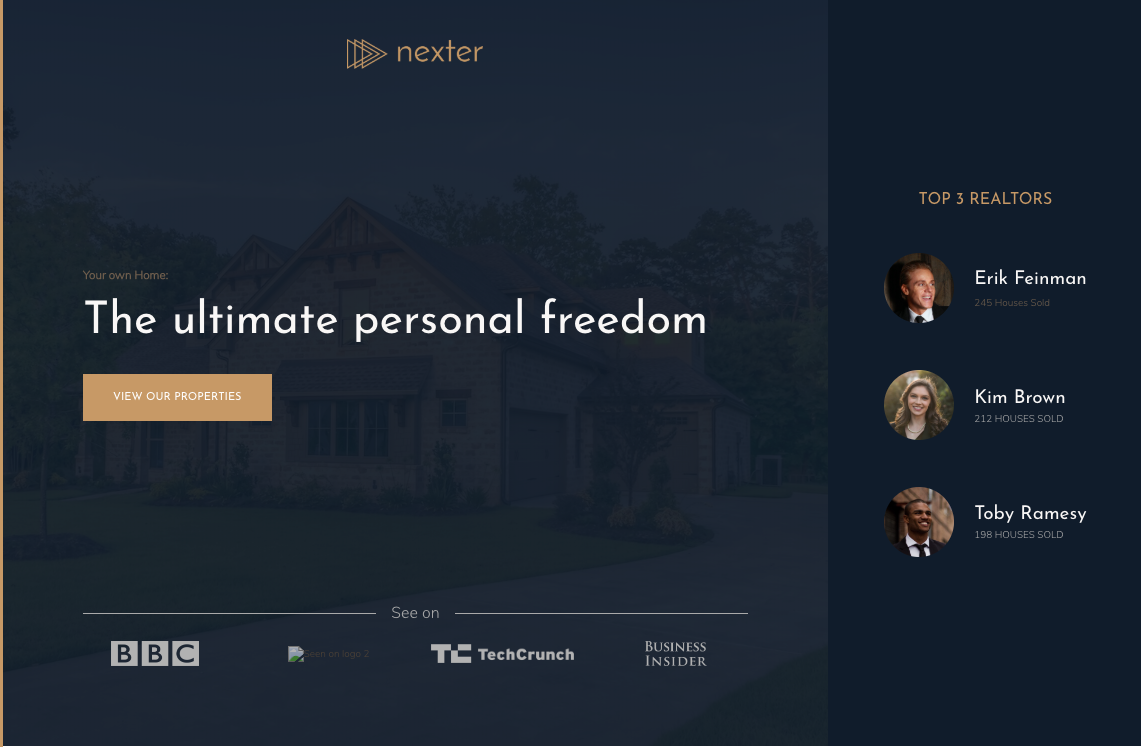 nexter
Your own Home:
The ultimate personal freedom
VIEW OUR PROPERTIES
See on
BBC
Seen on logo 2
TC TechCrunch
BUSINESS
INSIDER
TOP 3 REALTORS
Erik Feinman
245 Houses Sold
Kim Brown
212 HOUSES SOLD
Toby Ramesy
198 HOUSES SOLD